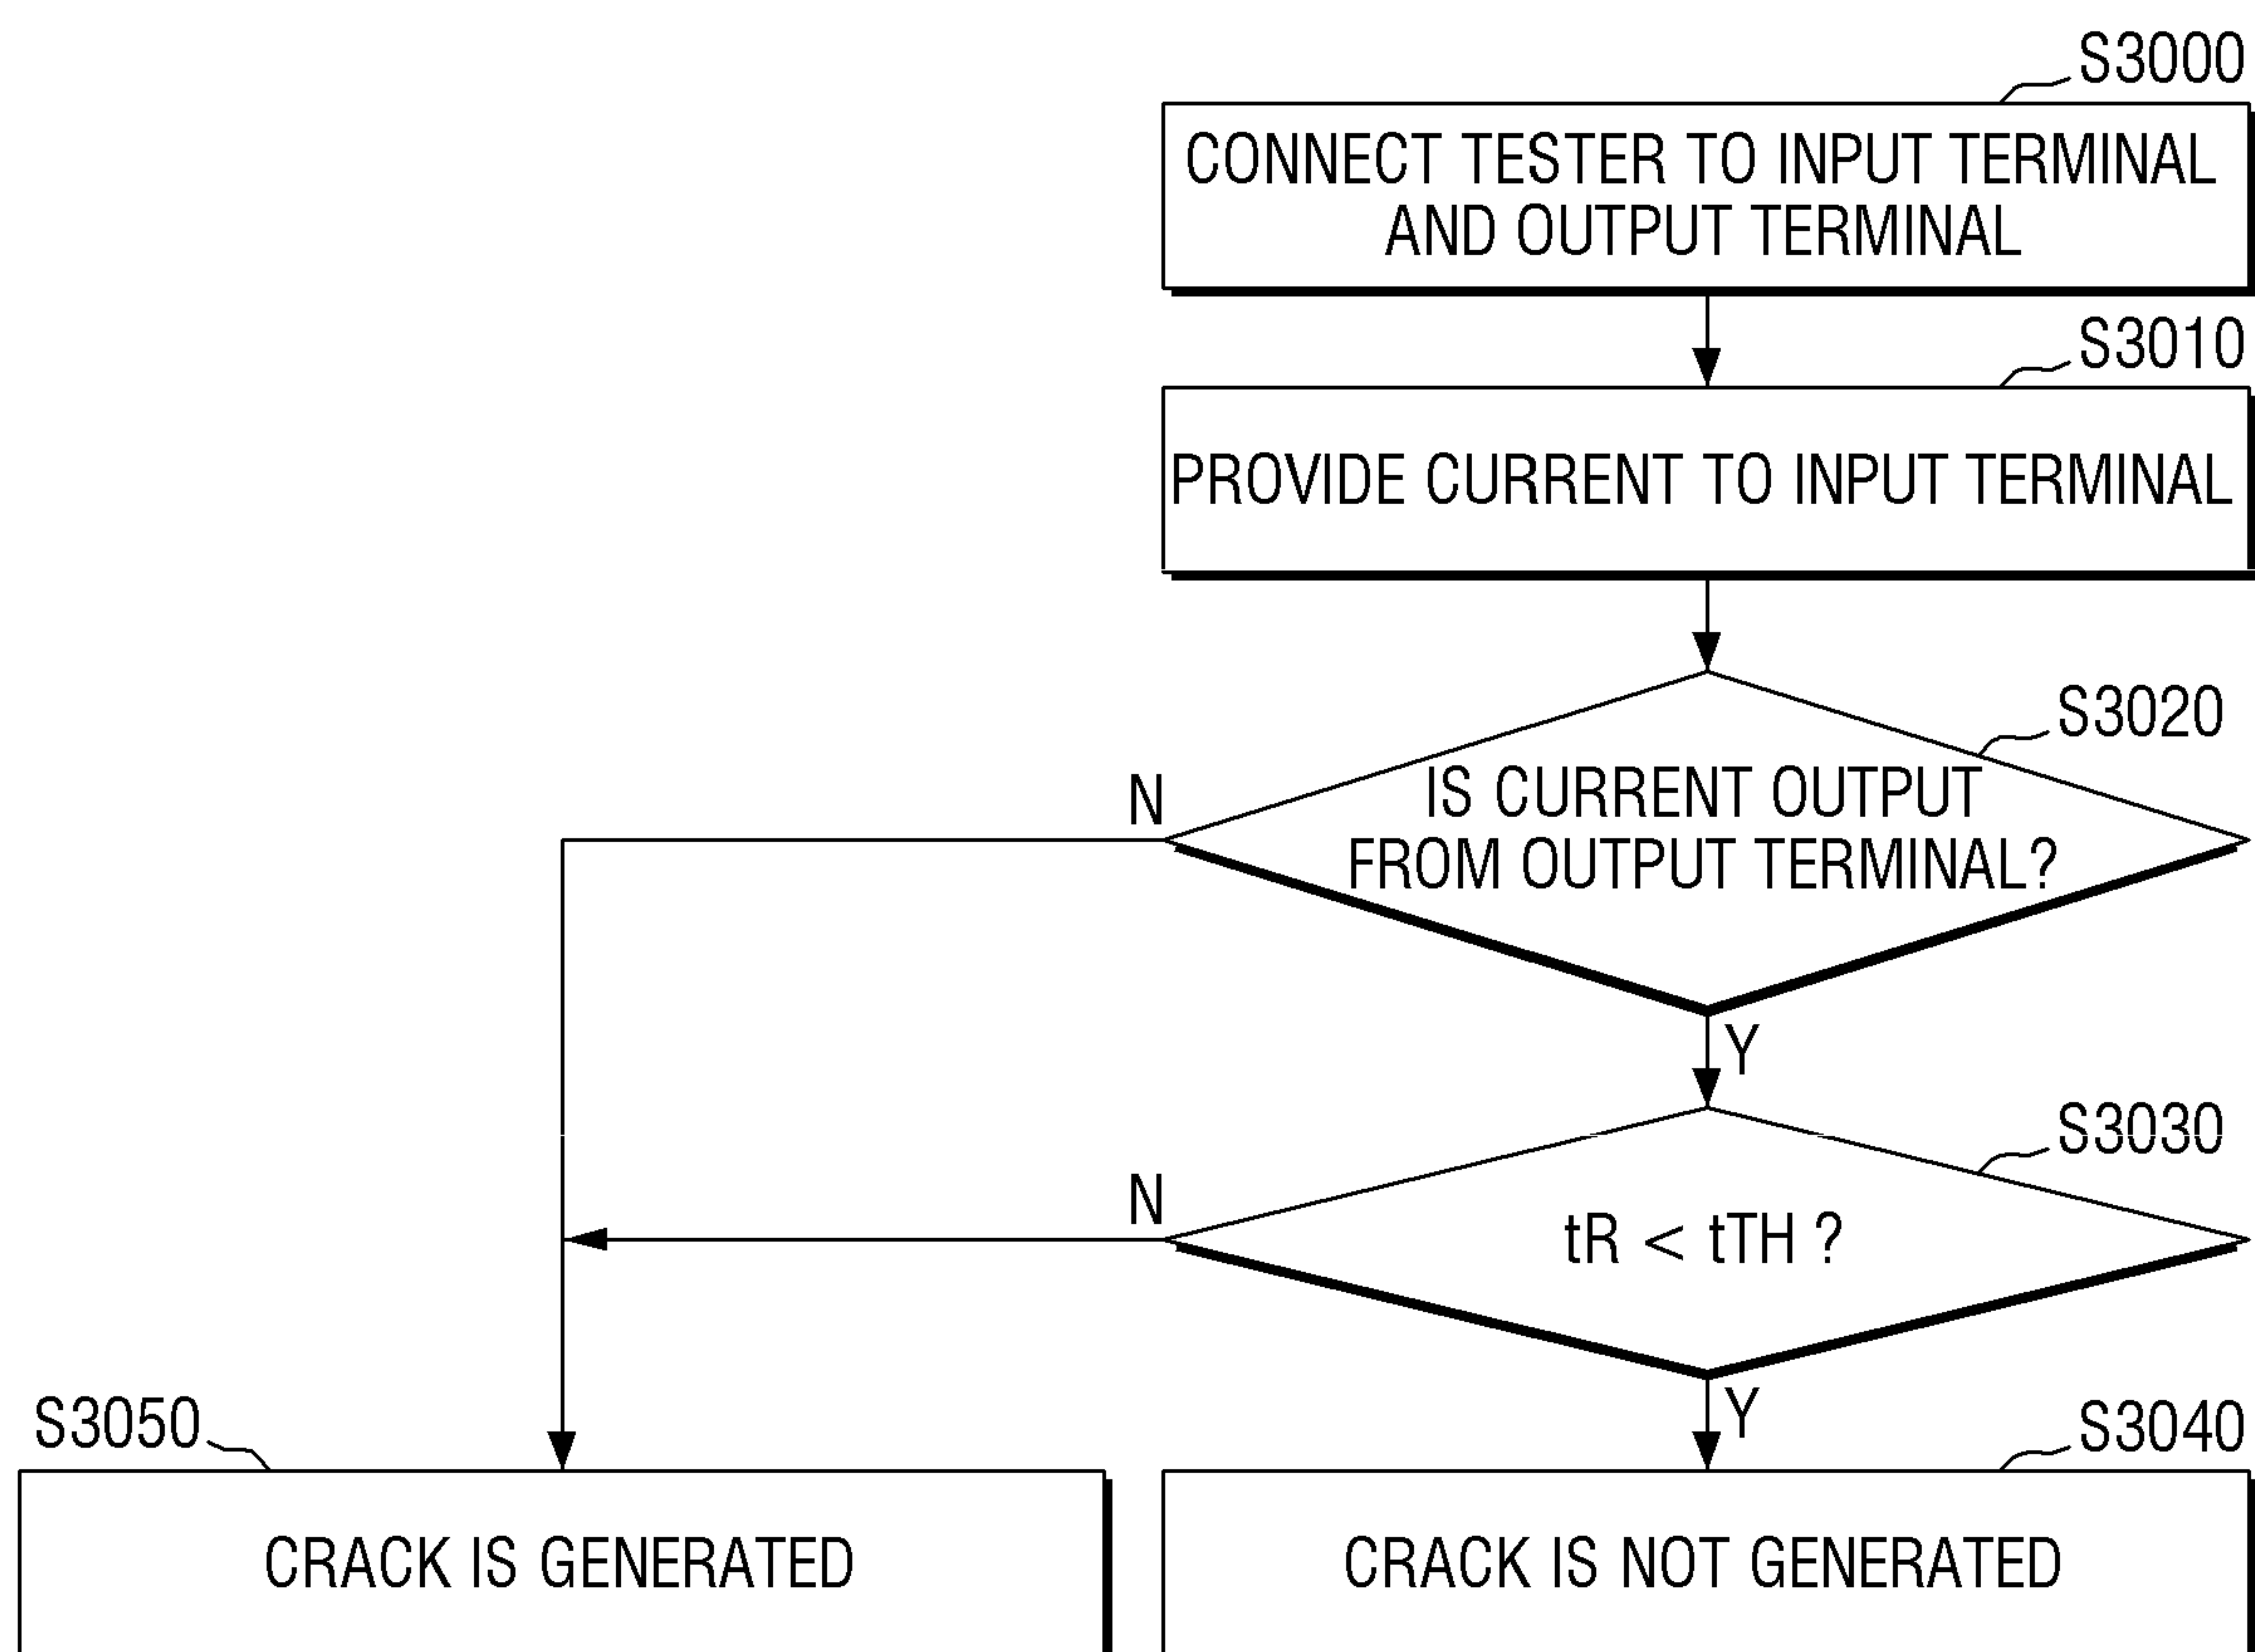 S3000
CONNECT TESTER TO INPUT TERMINAL
AND OUTPUT TERMINAL
S3010
PROVIDE CURRENT TO INPUT TERMINAL
S3020
IS CURRENT OUTPUT
FROM OUTPUT TERMINAL?
N
Y
S3030
tR < tTH ?
N
Y
S3050
CRACK IS GENERATED
S3040
CRACK IS NOT GENERATED